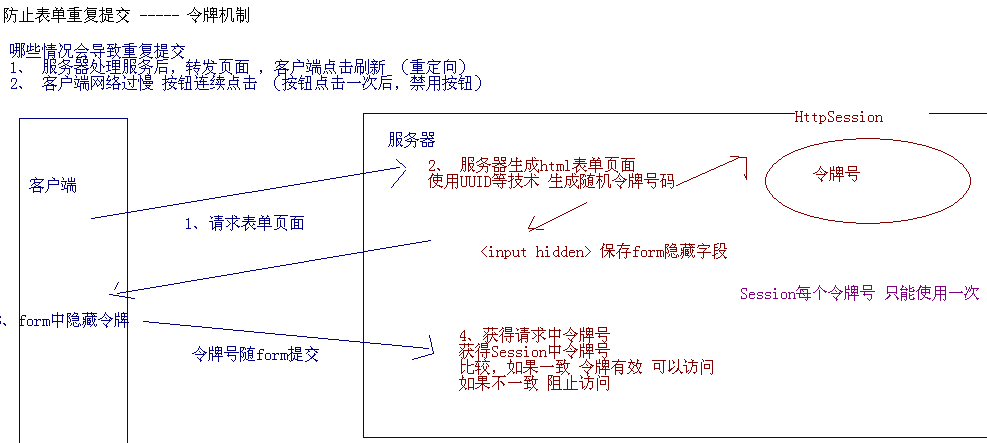 防止表单重复提交 ----- 令牌机制
哪些情况会导致重复提交
1、 服务器处理服务后，转发页面 ，客户端点击刷新 （重定向）
2、 客户端网络过慢 按钮连续点击 （按钮点击一次后，禁用按钮）
HttpSession
服务器
2、 服务器生成html表单页面
使用UUID等技术 生成随机令牌号码
令牌号
客户端
1、请求表单页面
<input hidden> 保存form隐藏字段
Session每个令牌号 只能使用一次
、form中隐藏令牌
令牌号随form提交
4、获得请求中令牌号
获得Session中令牌号
比较，如果一致 令牌有效 可以访问
如果不一致 阻止访问